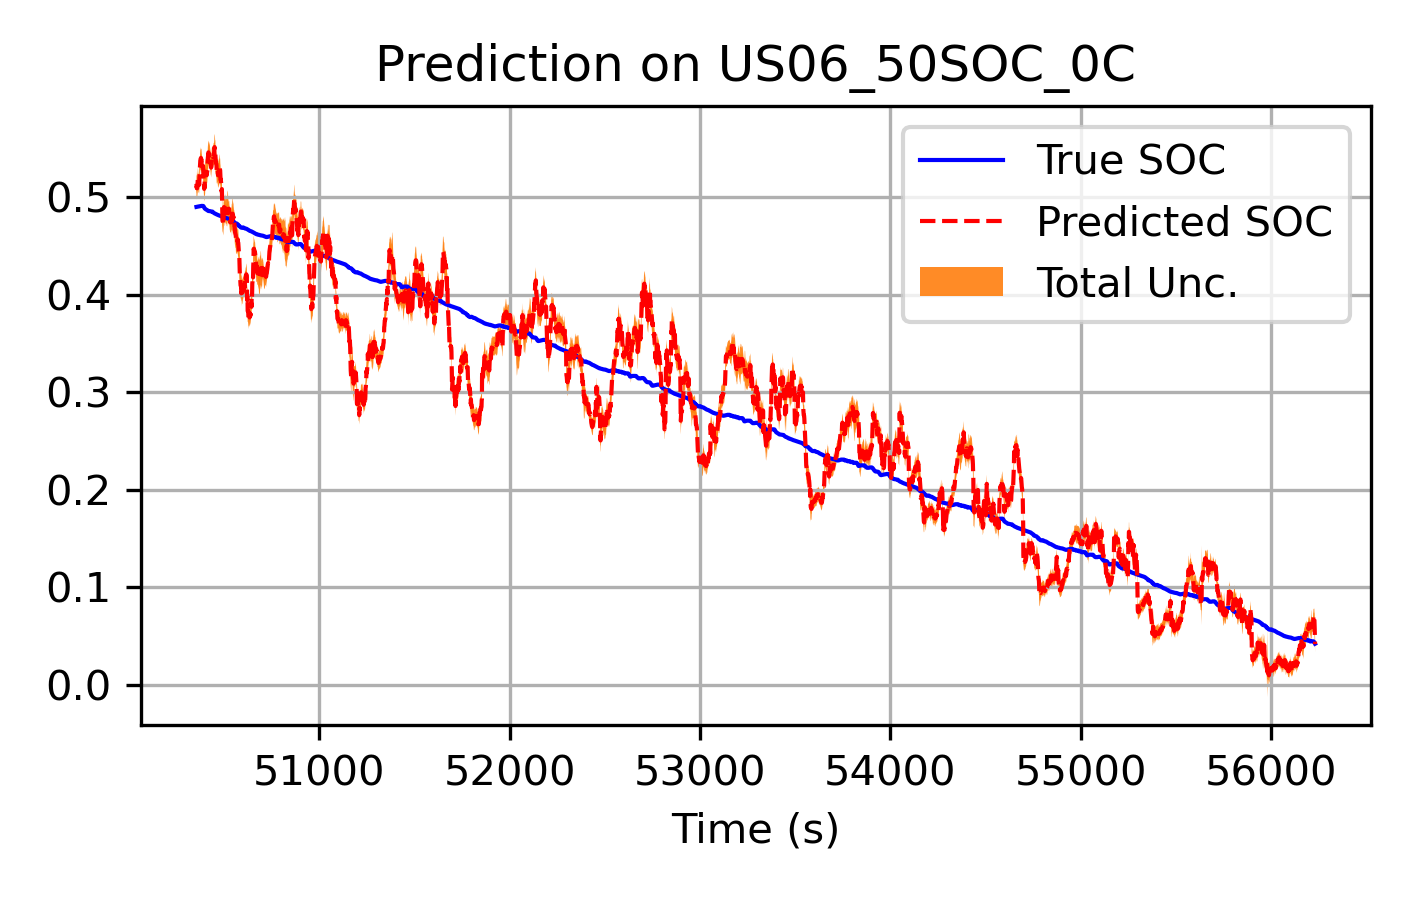 Prediction on US06_50SOC_0C
True SOC
Predicted SOC
Total Unc.
0.5
0.4
0.3
0.2
0.1
0.0
51000 52000 53000 54000 55000 56000
Time (s)